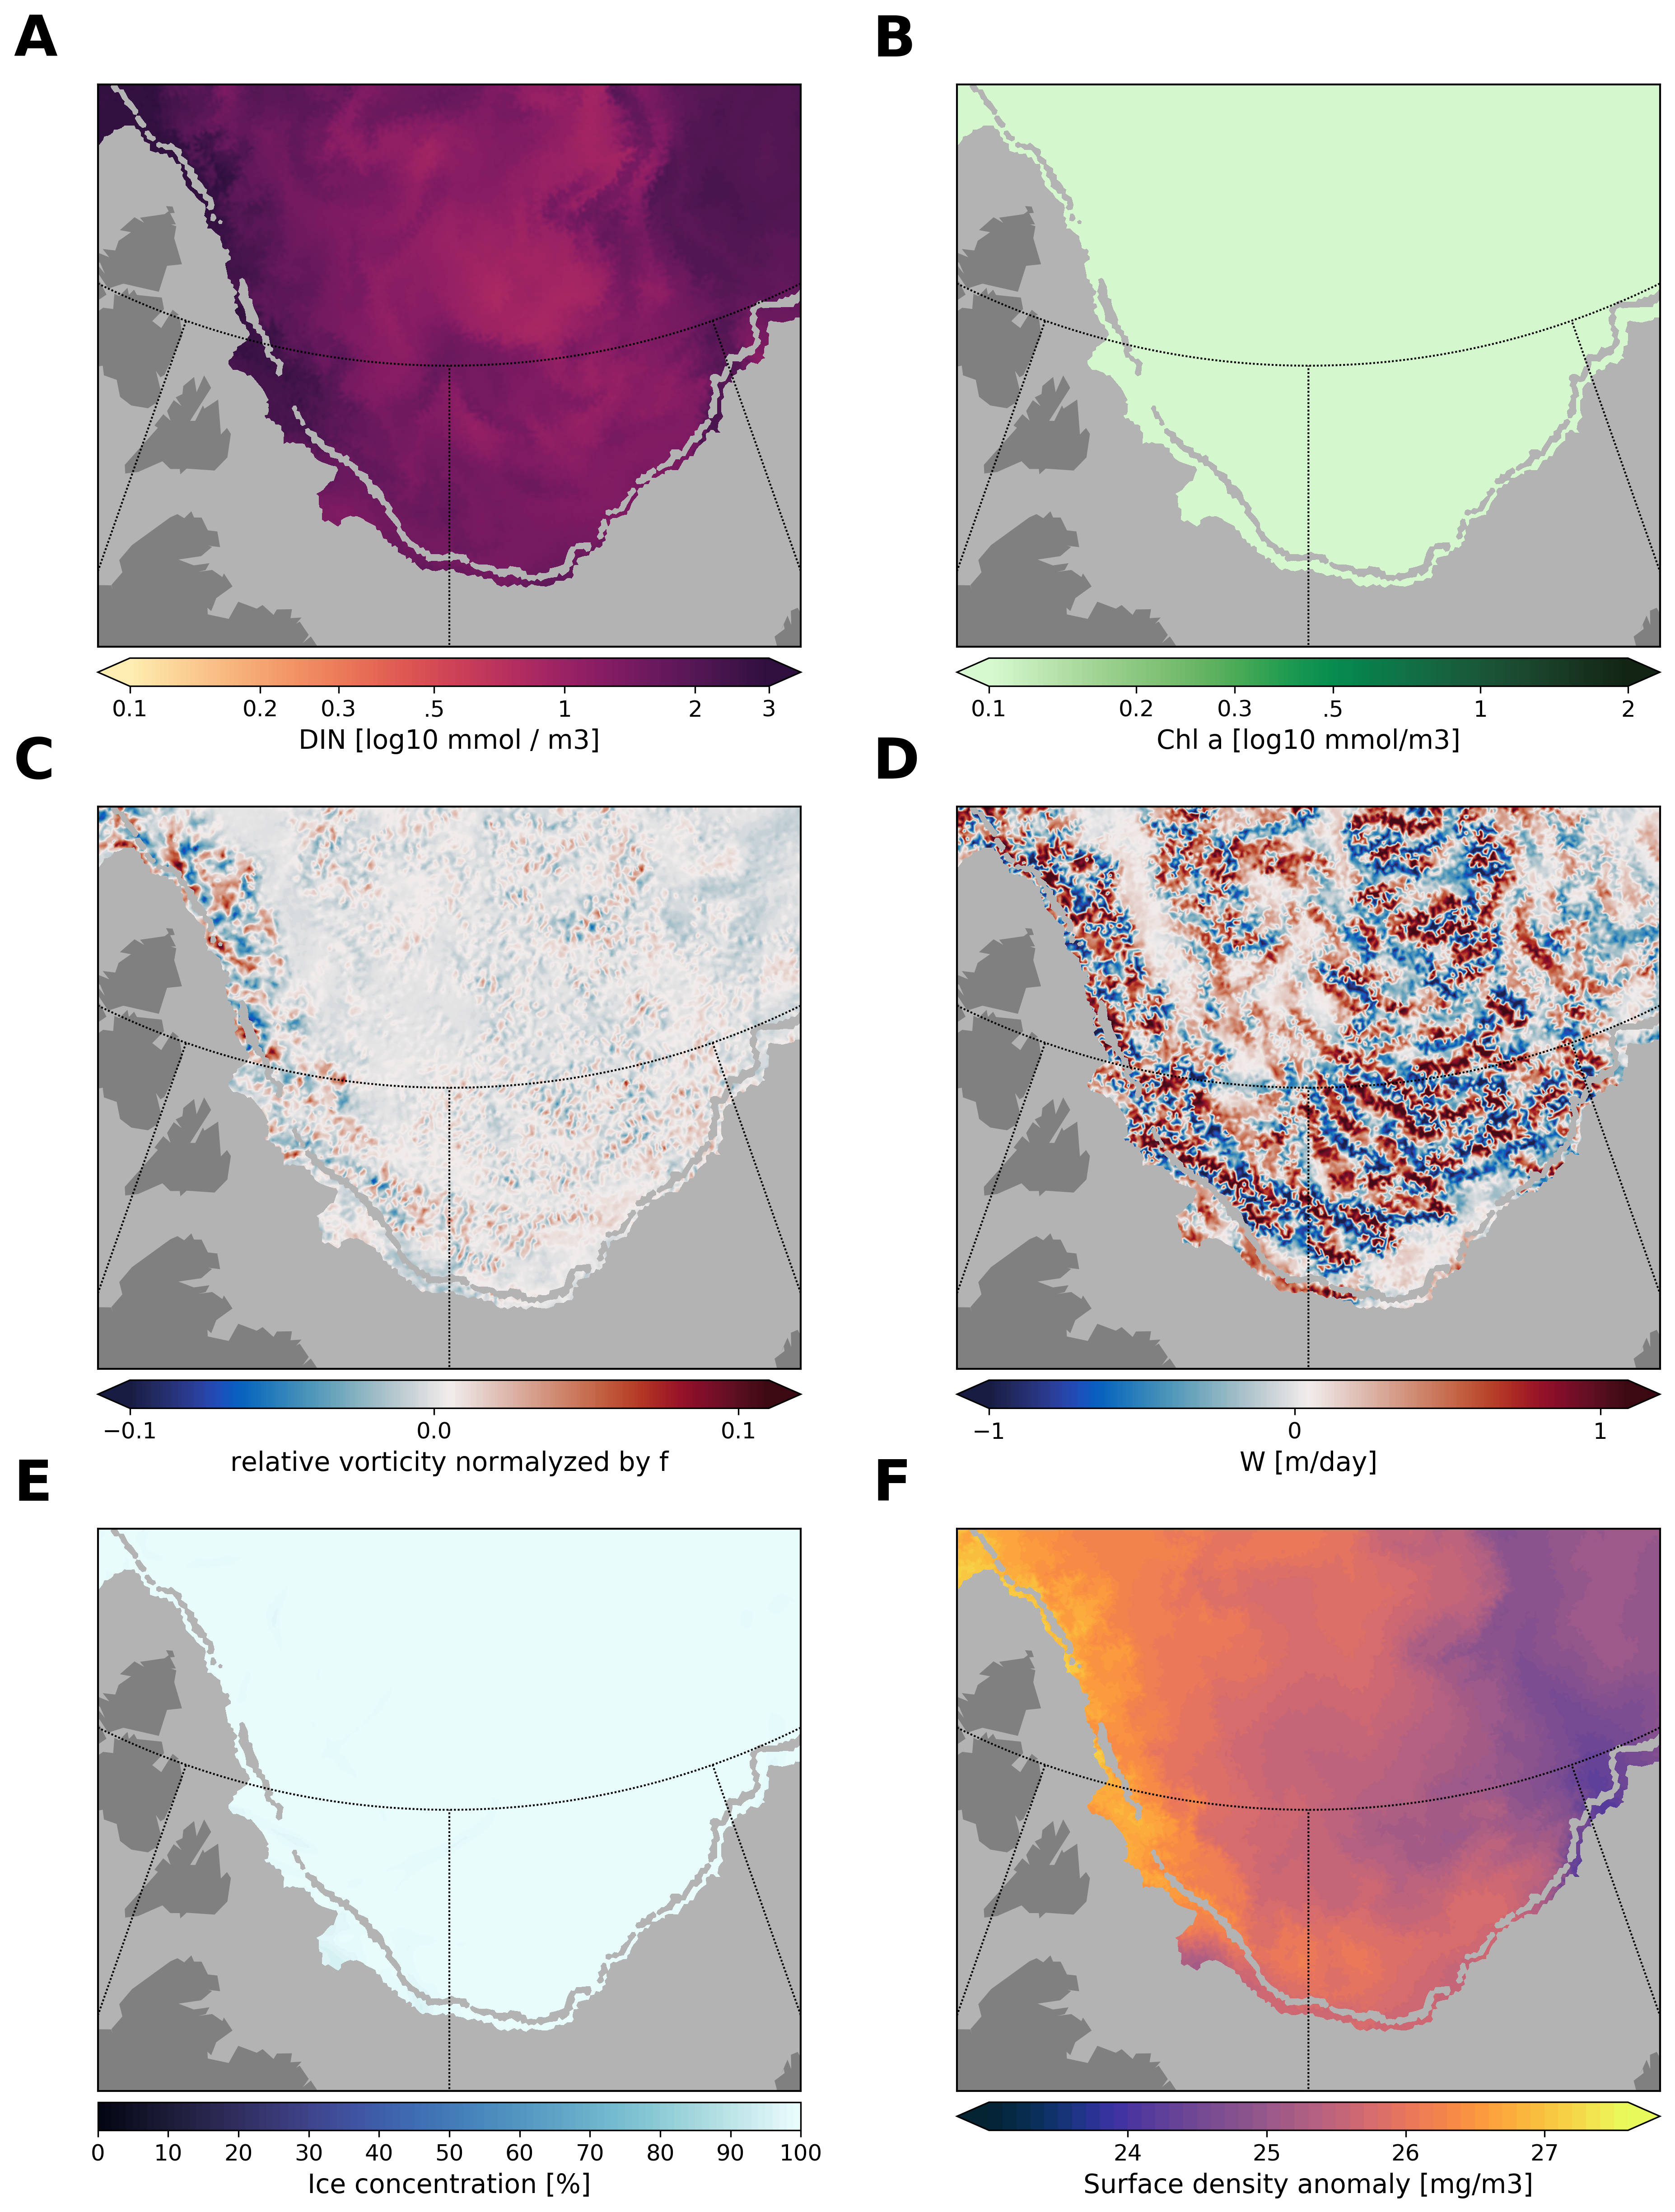 A B
0.1 0.2 0.3 .5 1 2 3
DIN [log10 mmol / m3]
0.1 0.2 0.3 .5 1 2
Chl a [log10 mmol/m3]
C D
−0.1 0.0 0.1
relative vorticity normalyzed by f
−1 0 1
W [m/day]
E F
0 10 20 30 40 50 60 70 80 90 100
Ice concentration [%]
24 25 26 27
Surface density anomaly [mg/m3]